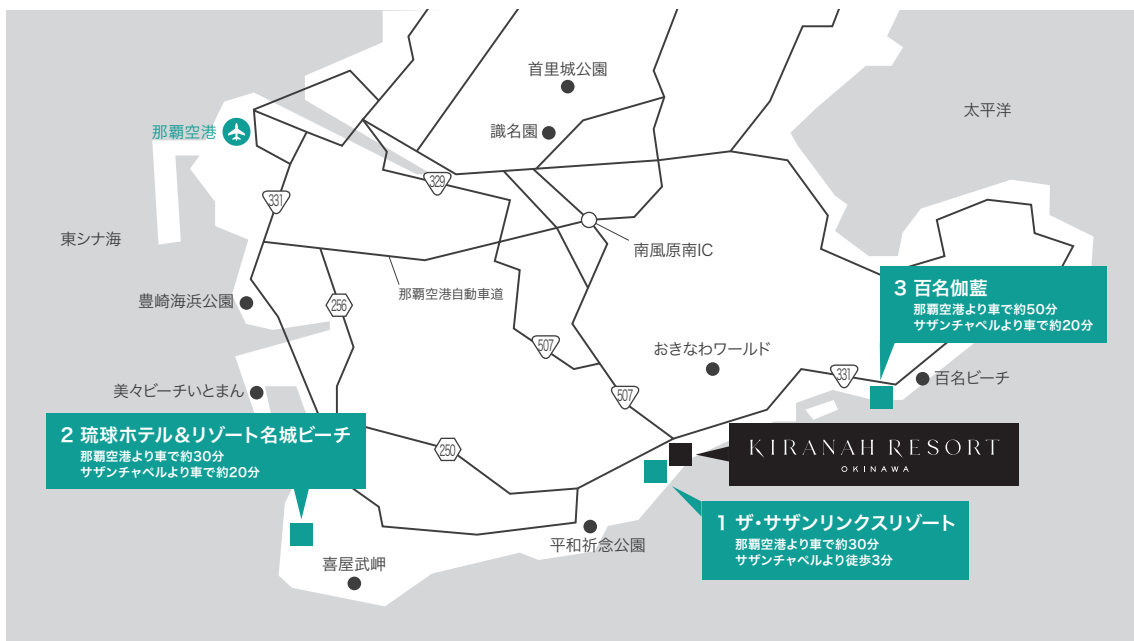 首里城公園
識名園
那覇空港
太平洋
329
331
東シナ海
南風原南IC
那覇空港自動車道
豊崎海浜公園
256
3 百名伽藍
那覇空港より車で約50分
サザンチャペルより車で約20分
507
おきなわワールド
331
百名ビーチ
美々ビーチいとまん
507
2 琉球ホテル&リゾート名城ビーチ
那覇空港より車で約30分
サザンチャペルより車で約20分
250
KIRANAH RESORT
OKINAWA
1 ザ・サザンリンクスリゾート
那覇空港より車で約30分
サザンチャペルより徒歩3分
平和祈念公園
喜屋武岬